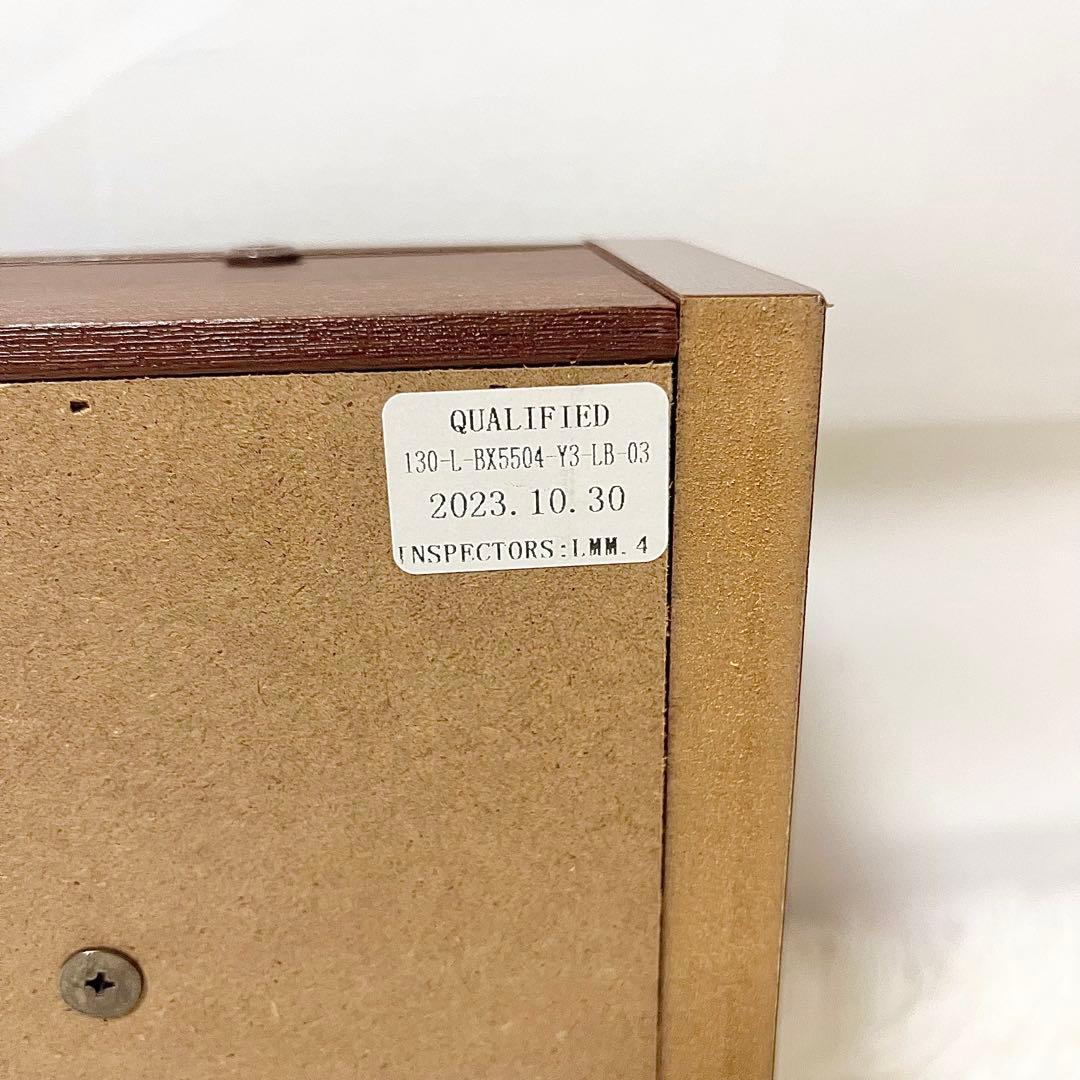 QUALIFIED
130-L-BX5504-Y3-LB-03
2023.10.30
INSPECTORS:LMM.4